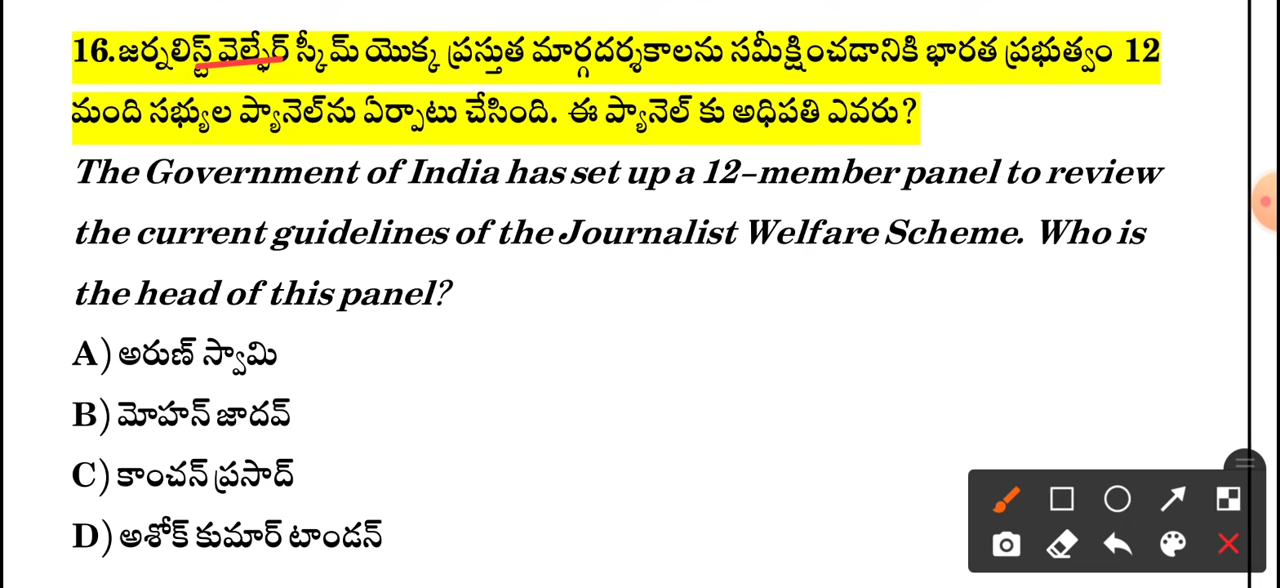 16.జర్నలిస్ట్ వెల్ఫేర్ స్కీమ్ యొక్క ప్రస్తుత మార్గదర్శకాలను సమీక్షించడానికి భారత ప్రభుత్వం 12
మంది సభ్యుల ప్యానెల్‌ను ఏర్పాటు చేసింది. ఈ ప్యానెల్ కు అధిపతి ఎవరు?
The Government of India has set up a 12-member panel to review
the current guidelines of the Journalist Welfare Scheme. Who is
the head of this panel?
A) అరుణ్ స్వామి
B) మోహన్ జాదవ్
C) కాంచన్ ప్రసాద్
D) అశోక్ కుమార్ టాండన్